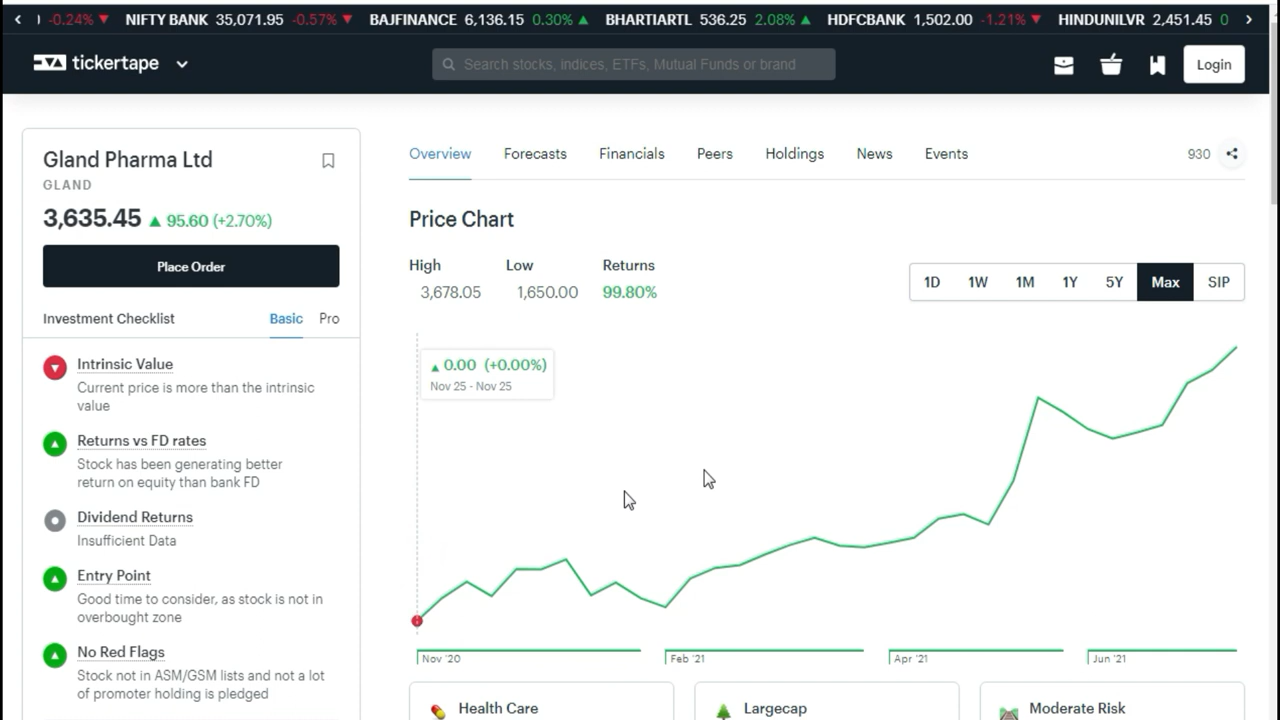 -0.24% ▼ NIFTY BANK 35,071.95 -0.57% ▼ BAJFINANCE 6,136.15 0.30% ▲ BHARTIARTL 536.25 2.08% ▲ HDFCBANK 1,502.00 -1.21% ▼ HINDUNILVR 2,451.45 0
tickertape
Search stocks, indices, ETFs, Mutual Funds or brand
Login
Gland Pharma Ltd
GLAND
3,635.45 ▲ 95.60 (+2.70%)
Place Order
Investment Checklist Basic Pro
Intrinsic Value
Current price is more than the intrinsic
value
Returns vs FD rates
Stock has been generating better
return on equity than bank FD
Dividend Returns
Insufficient Data
Entry Point
Good time to consider, as stock is not in
overbought zone
No Red Flags
Stock not in ASM/GSM lists and not a lot
of promoter holding is pledged
Overview Forecasts Financials Peers Holdings News Events 930
Price Chart
High Low Returns
3,678.05 1,650.00 99.80%
1D 1W 1M 1Y 5Y Max SIP
▲ 0.00 (+0.00%)
Nov 25 - Nov 25
Nov '20 Feb '21 Apr '21 Jun '21
Health Care Largecap Moderate Risk